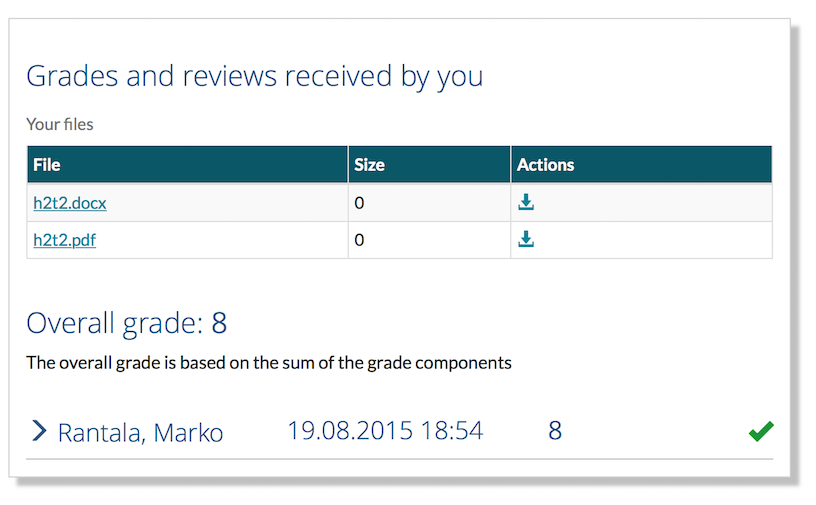 Grades and reviews received by you
Your files
File Size Actions
h2t2.docx 0
h2t2.pdf 0
Overall grade: 8
The overall grade is based on the sum of the grade components
Rantala, Marko 19.08.2015 18:54 8